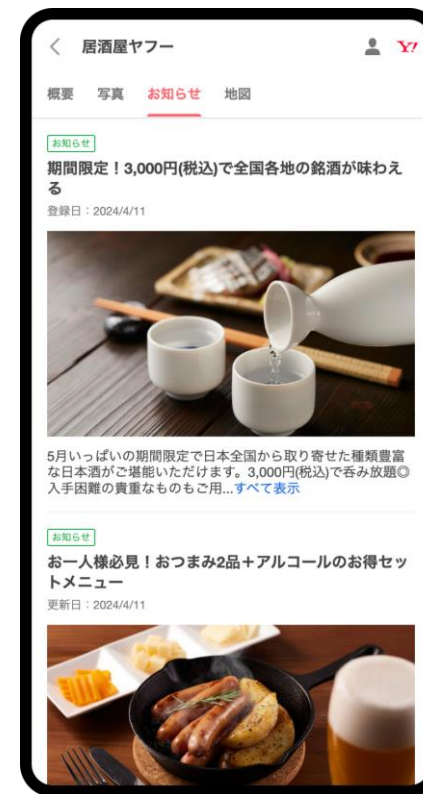 居酒屋ヤフー
Y!
概要 写真 お知らせ 地図
お知らせ
期間限定！3,000円(税込)で全国各地の銘酒が味わえ
る
登録日：2024/4/11
5月いっぱいの期間限定で日本全国から取り寄せた種類豊富
な日本酒がご堪能いただけます。3,000円(税込)で呑み放題◎
入手困難の貴重なものもご用...すべて表示
お知らせ
お一人様必見！おつまみ2品＋アルコールのお得セッ
トメニュー
更新日：2024/4/11